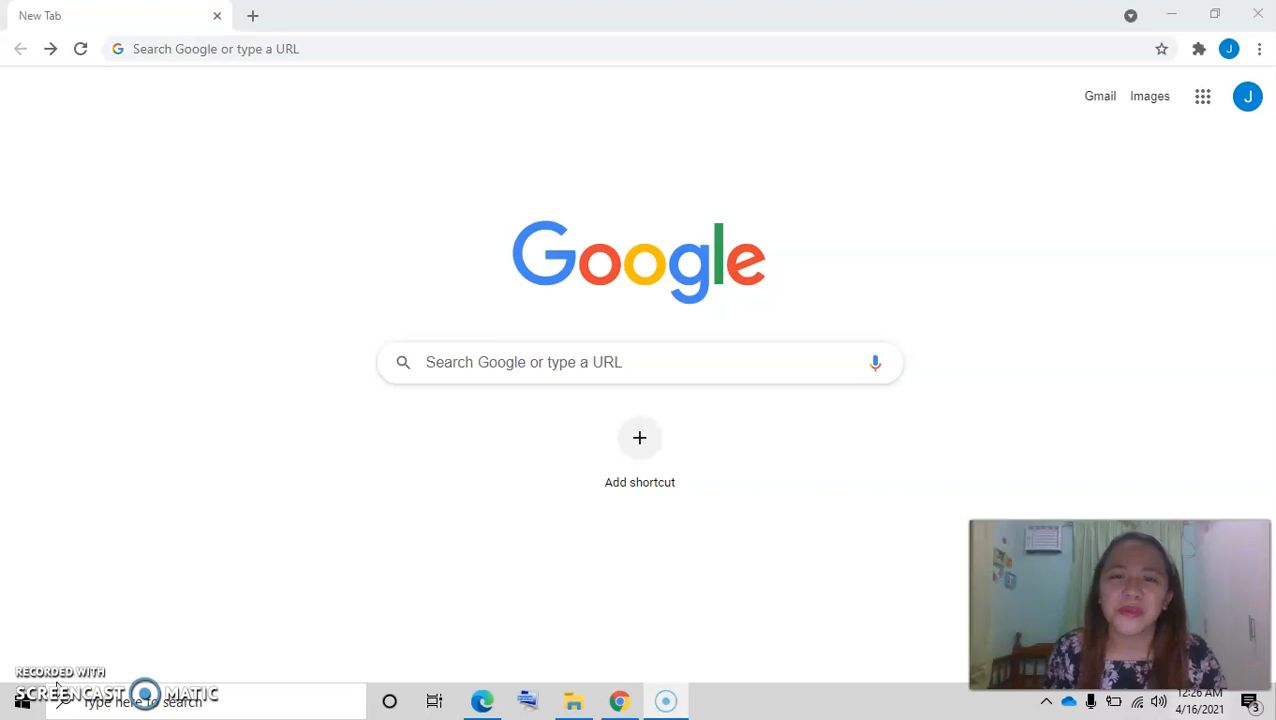 New Tab
Search Google or type a URL
Gmail Images J
Google
Search Google or type a URL
Add shortcut
RECORDED WITH
SCREENCAST MATIC
Type here to search
12:26 AM
4/16/2021
3